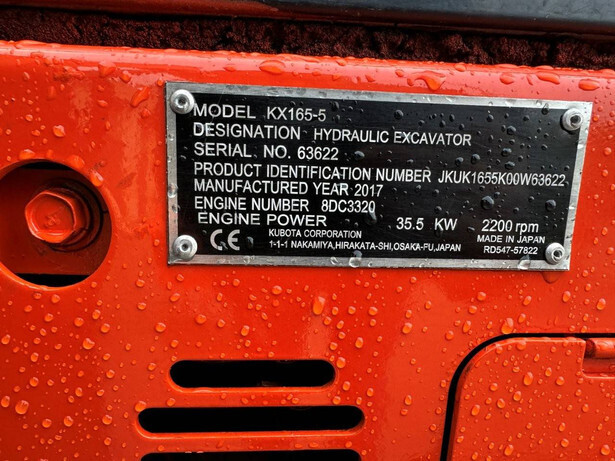 MODEL KX165-5
DESIGNATION HYDRAULIC EXCAVATOR
SERIAL NO. 63622
PRODUCT IDENTIFICATION NUMBER JKUK1655K00W63622
MANUFACTURED YEAR 2017
ENGINE NUMBER 8DC3320
ENGINE POWER 35.5 KW 2200 rpm
CE KUBOTA CORPORATION MADE IN JAPAN
1-1-1 NAKAMIYA,HIRAKATA-SHI,OSAKA-FU,JAPAN RD547-57822